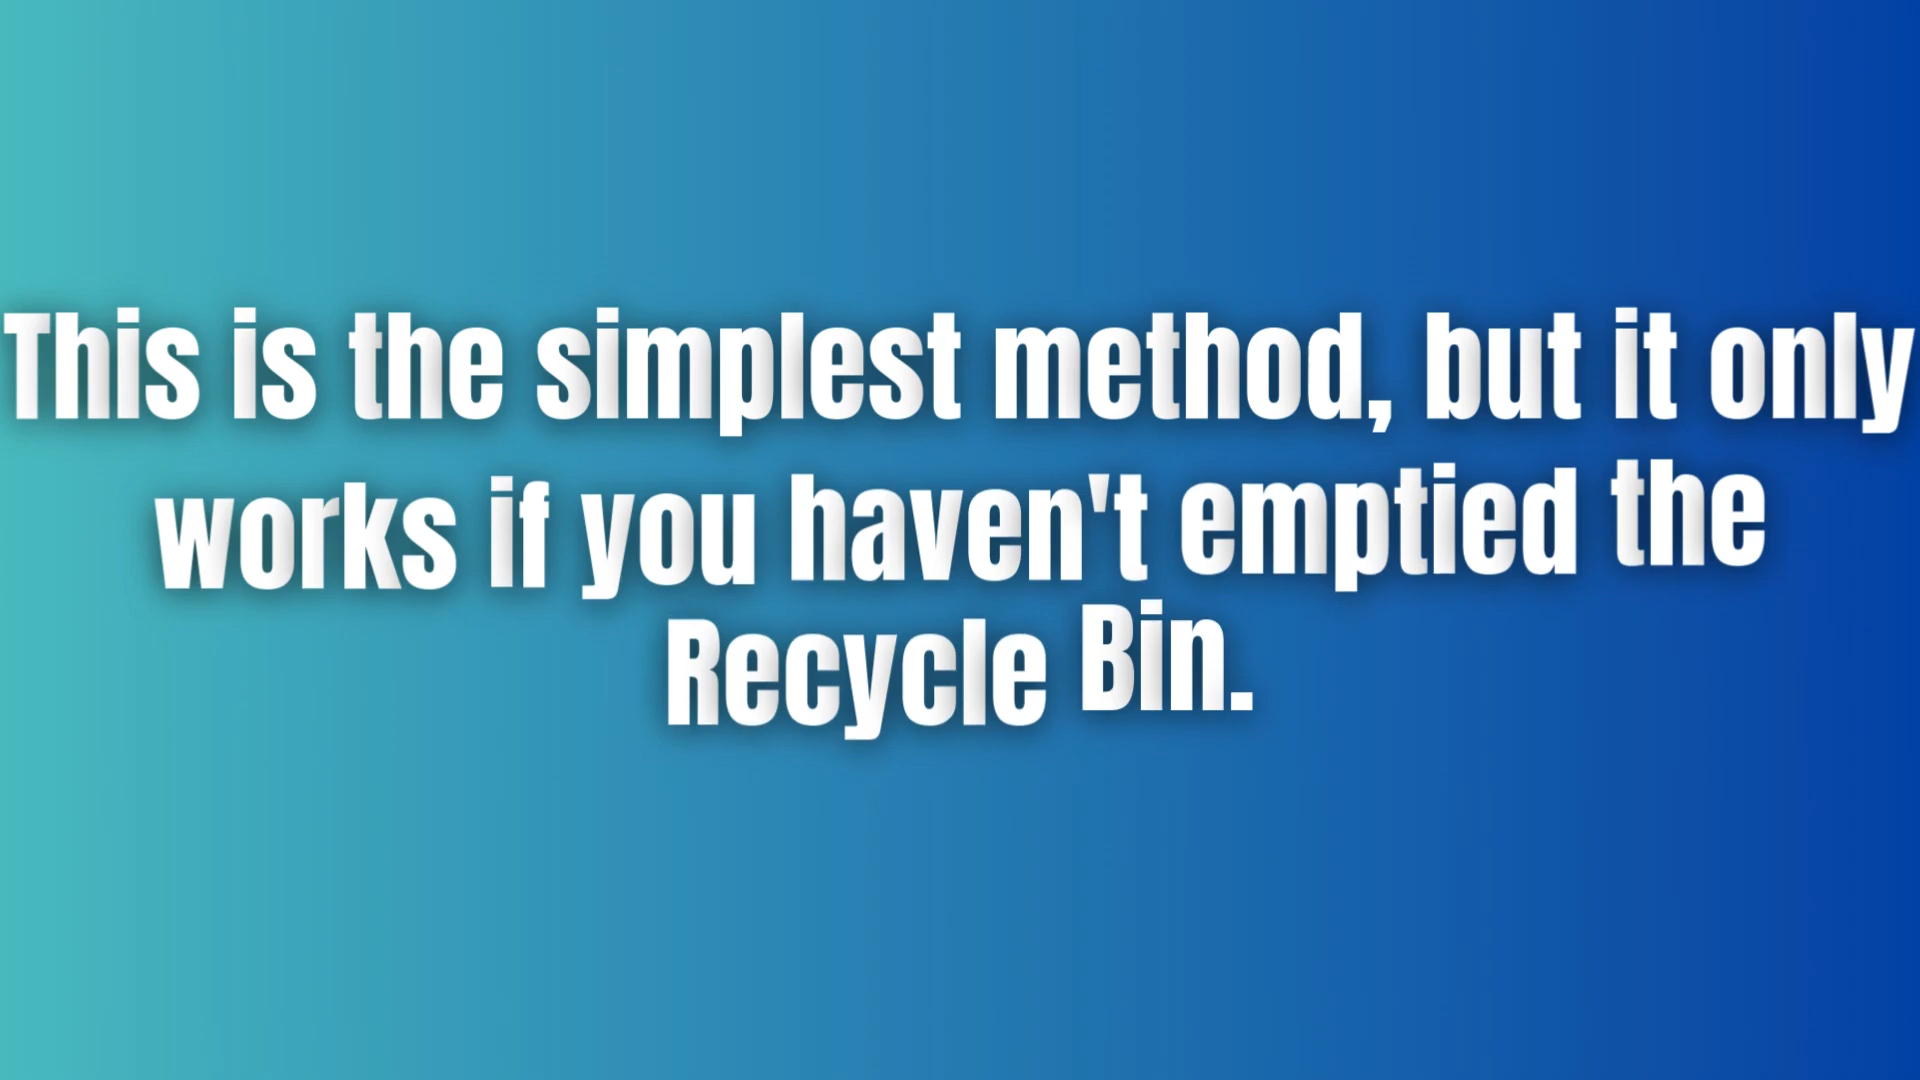 This is the simplest method, but it only
works if you haven't emptied the
Recycle Bin.